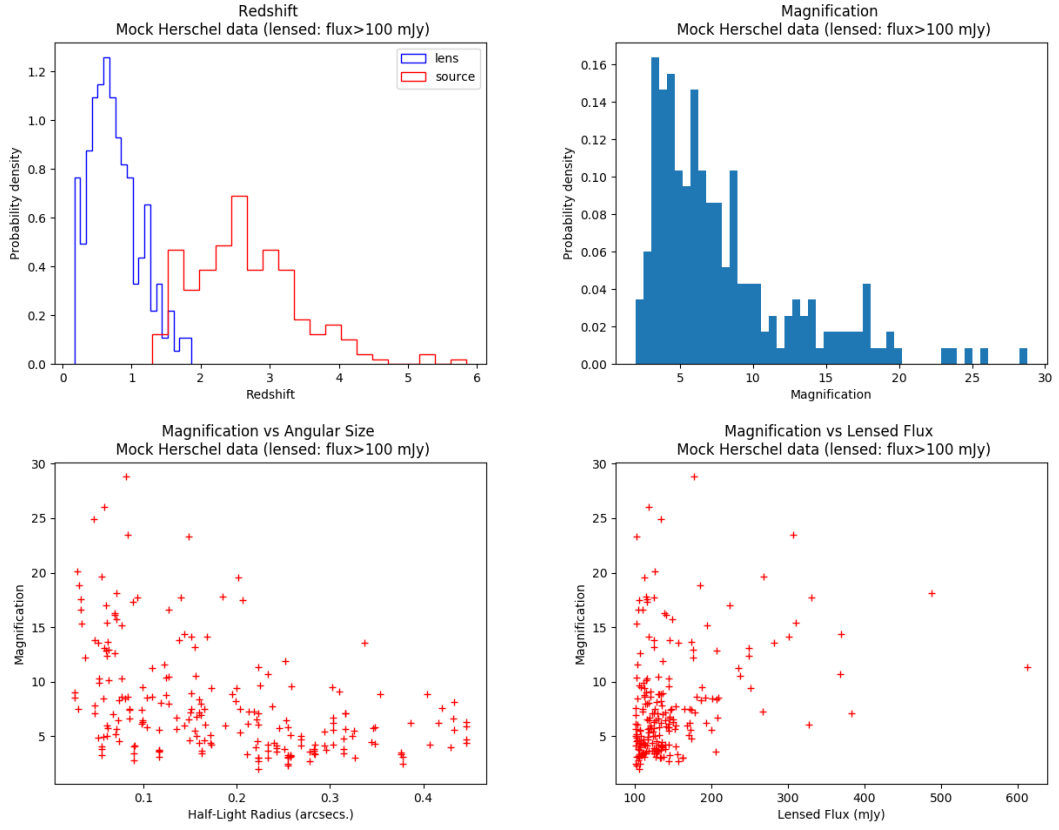 Redshift
Mock Herschel data (lensed: flux>100 mJy)
lens
source
1.2
1.0
0.8
0.6
0.4
0.2
0.0
Probability density
0 1 2 3 4 5 6
Redshift
Magnification
Mock Herschel data (lensed: flux>100 mJy)
0.16
0.14
0.12
0.10
0.08
0.06
0.04
0.02
0.00
Probability density
5 10 15 20 25 30
Magnification
Magnification vs Angular Size
Mock Herschel data (lensed: flux>100 mJy)
30
25
20
15
10
5
Magnification
0.1 0.2 0.3 0.4
Half-Light Radius (arcsecs.)
Magnification vs Lensed Flux
Mock Herschel data (lensed: flux>100 mJy)
30
25
20
15
10
5
Magnification
100 200 300 400 500 600
Lensed Flux (mJy)